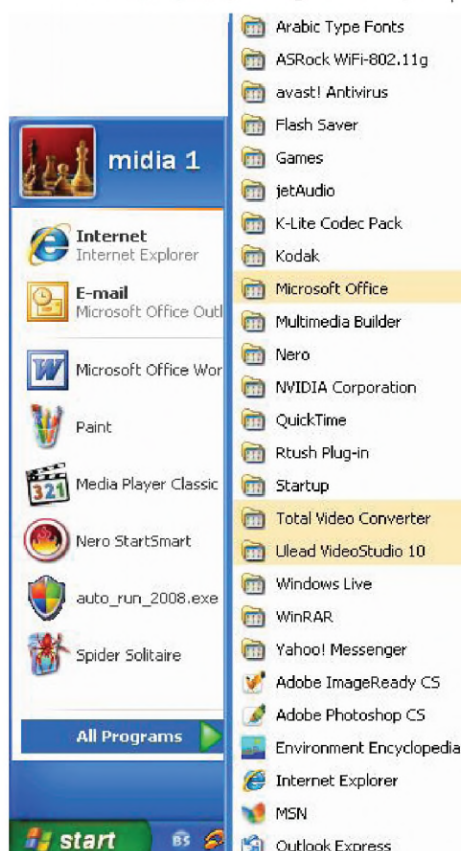 midia 1
Internet
Internet Explorer
E-mail
Microsoft Office Outl
Microsoft Office Wor
Paint
321
Media Player Classic
Nero StartSmart
auto_run_2008.exe
Spider Solitaire
All Programs
start
BS
Arabic Type Fonts
ASRock WiFi-802.11g
avast! Antivirus
Flash Saver
Games
jetAudio
K-Lite Codec Pack
Kodak
Microsoft Office
Multimedia Builder
Nero
NVIDIA Corporation
QuickTime
Rtush Plug-in
Startup
Total Video Converter
Ulead VideoStudio 10
Windows Live
WinRAR
Yahoo! Messenger
Adobe ImageReady CS
Adobe Photoshop CS
Environment Encyclopedia
Internet Explorer
MSN
Outlook Express